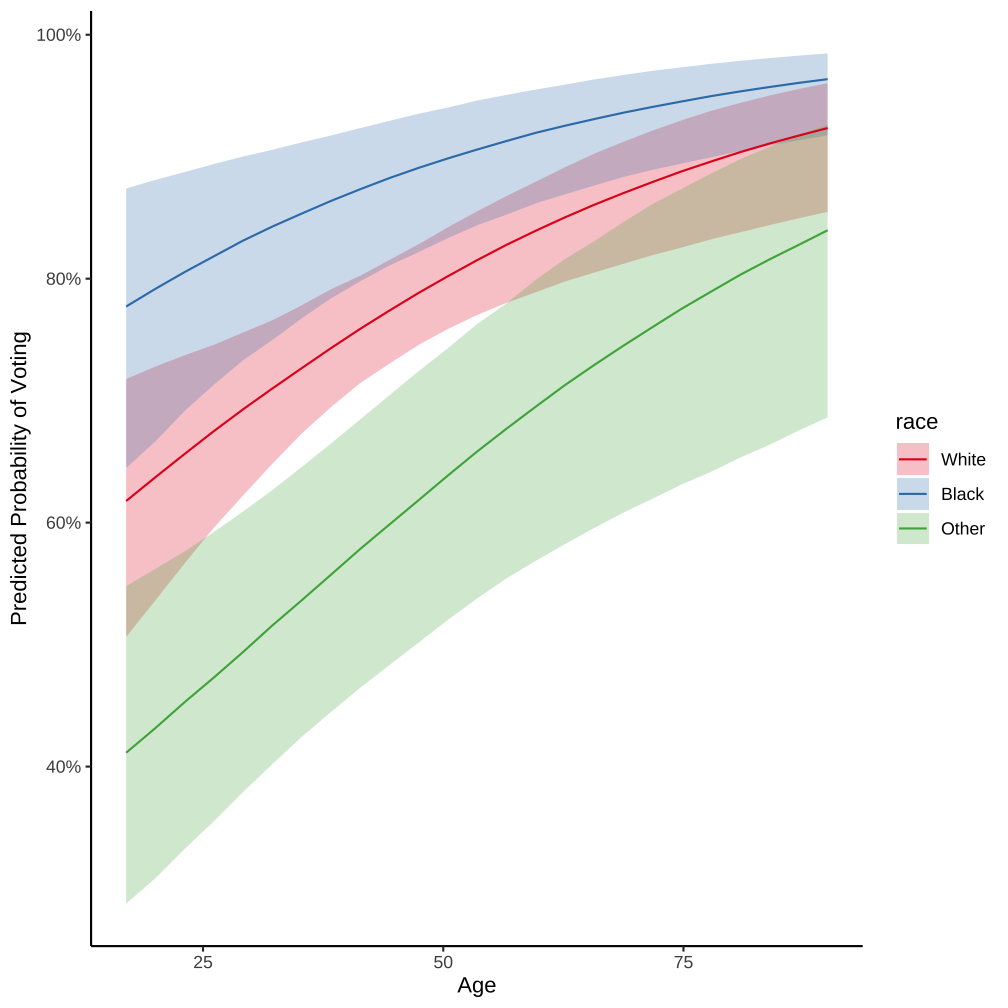 100%
80%
60%
40%
Predicted Probability of Voting
25
50
75
Age
race
White
Black
Other